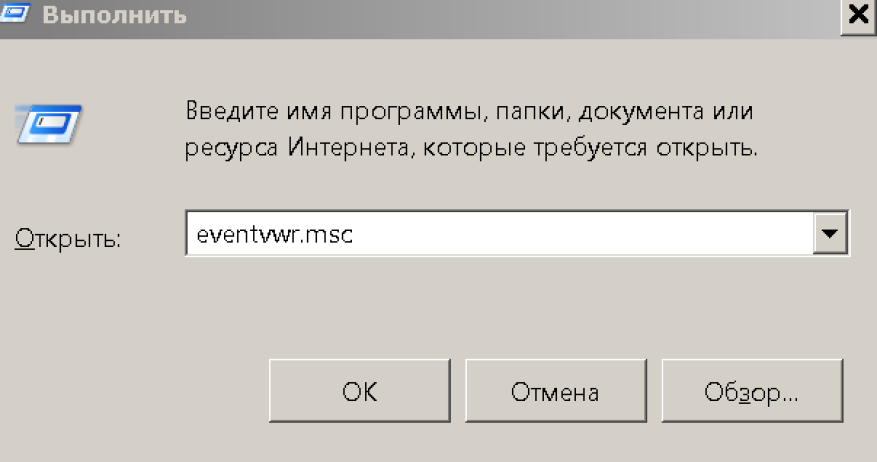 Выполнить
Введите имя программы, папки, документа или
ресурса Интернета, которые требуется открыть.
Открыть: eventvwr.msc
OK Отмена Обзор...